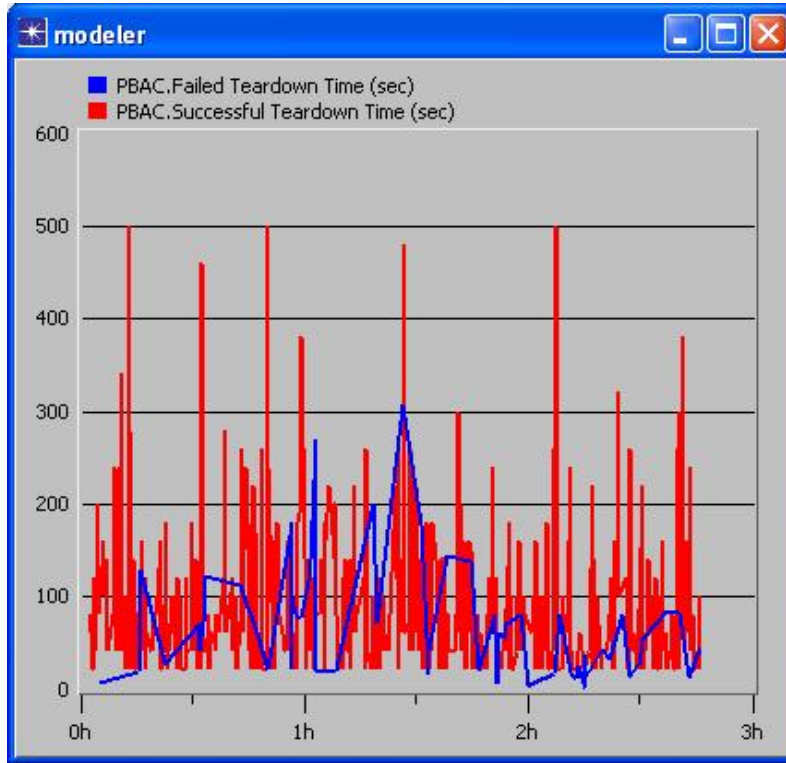 modeler
PBAC.Failed Teardown Time (sec)
PBAC.Successful Teardown Time (sec)
600
500
400
300
200
100
0
0h 1h 2h 3h